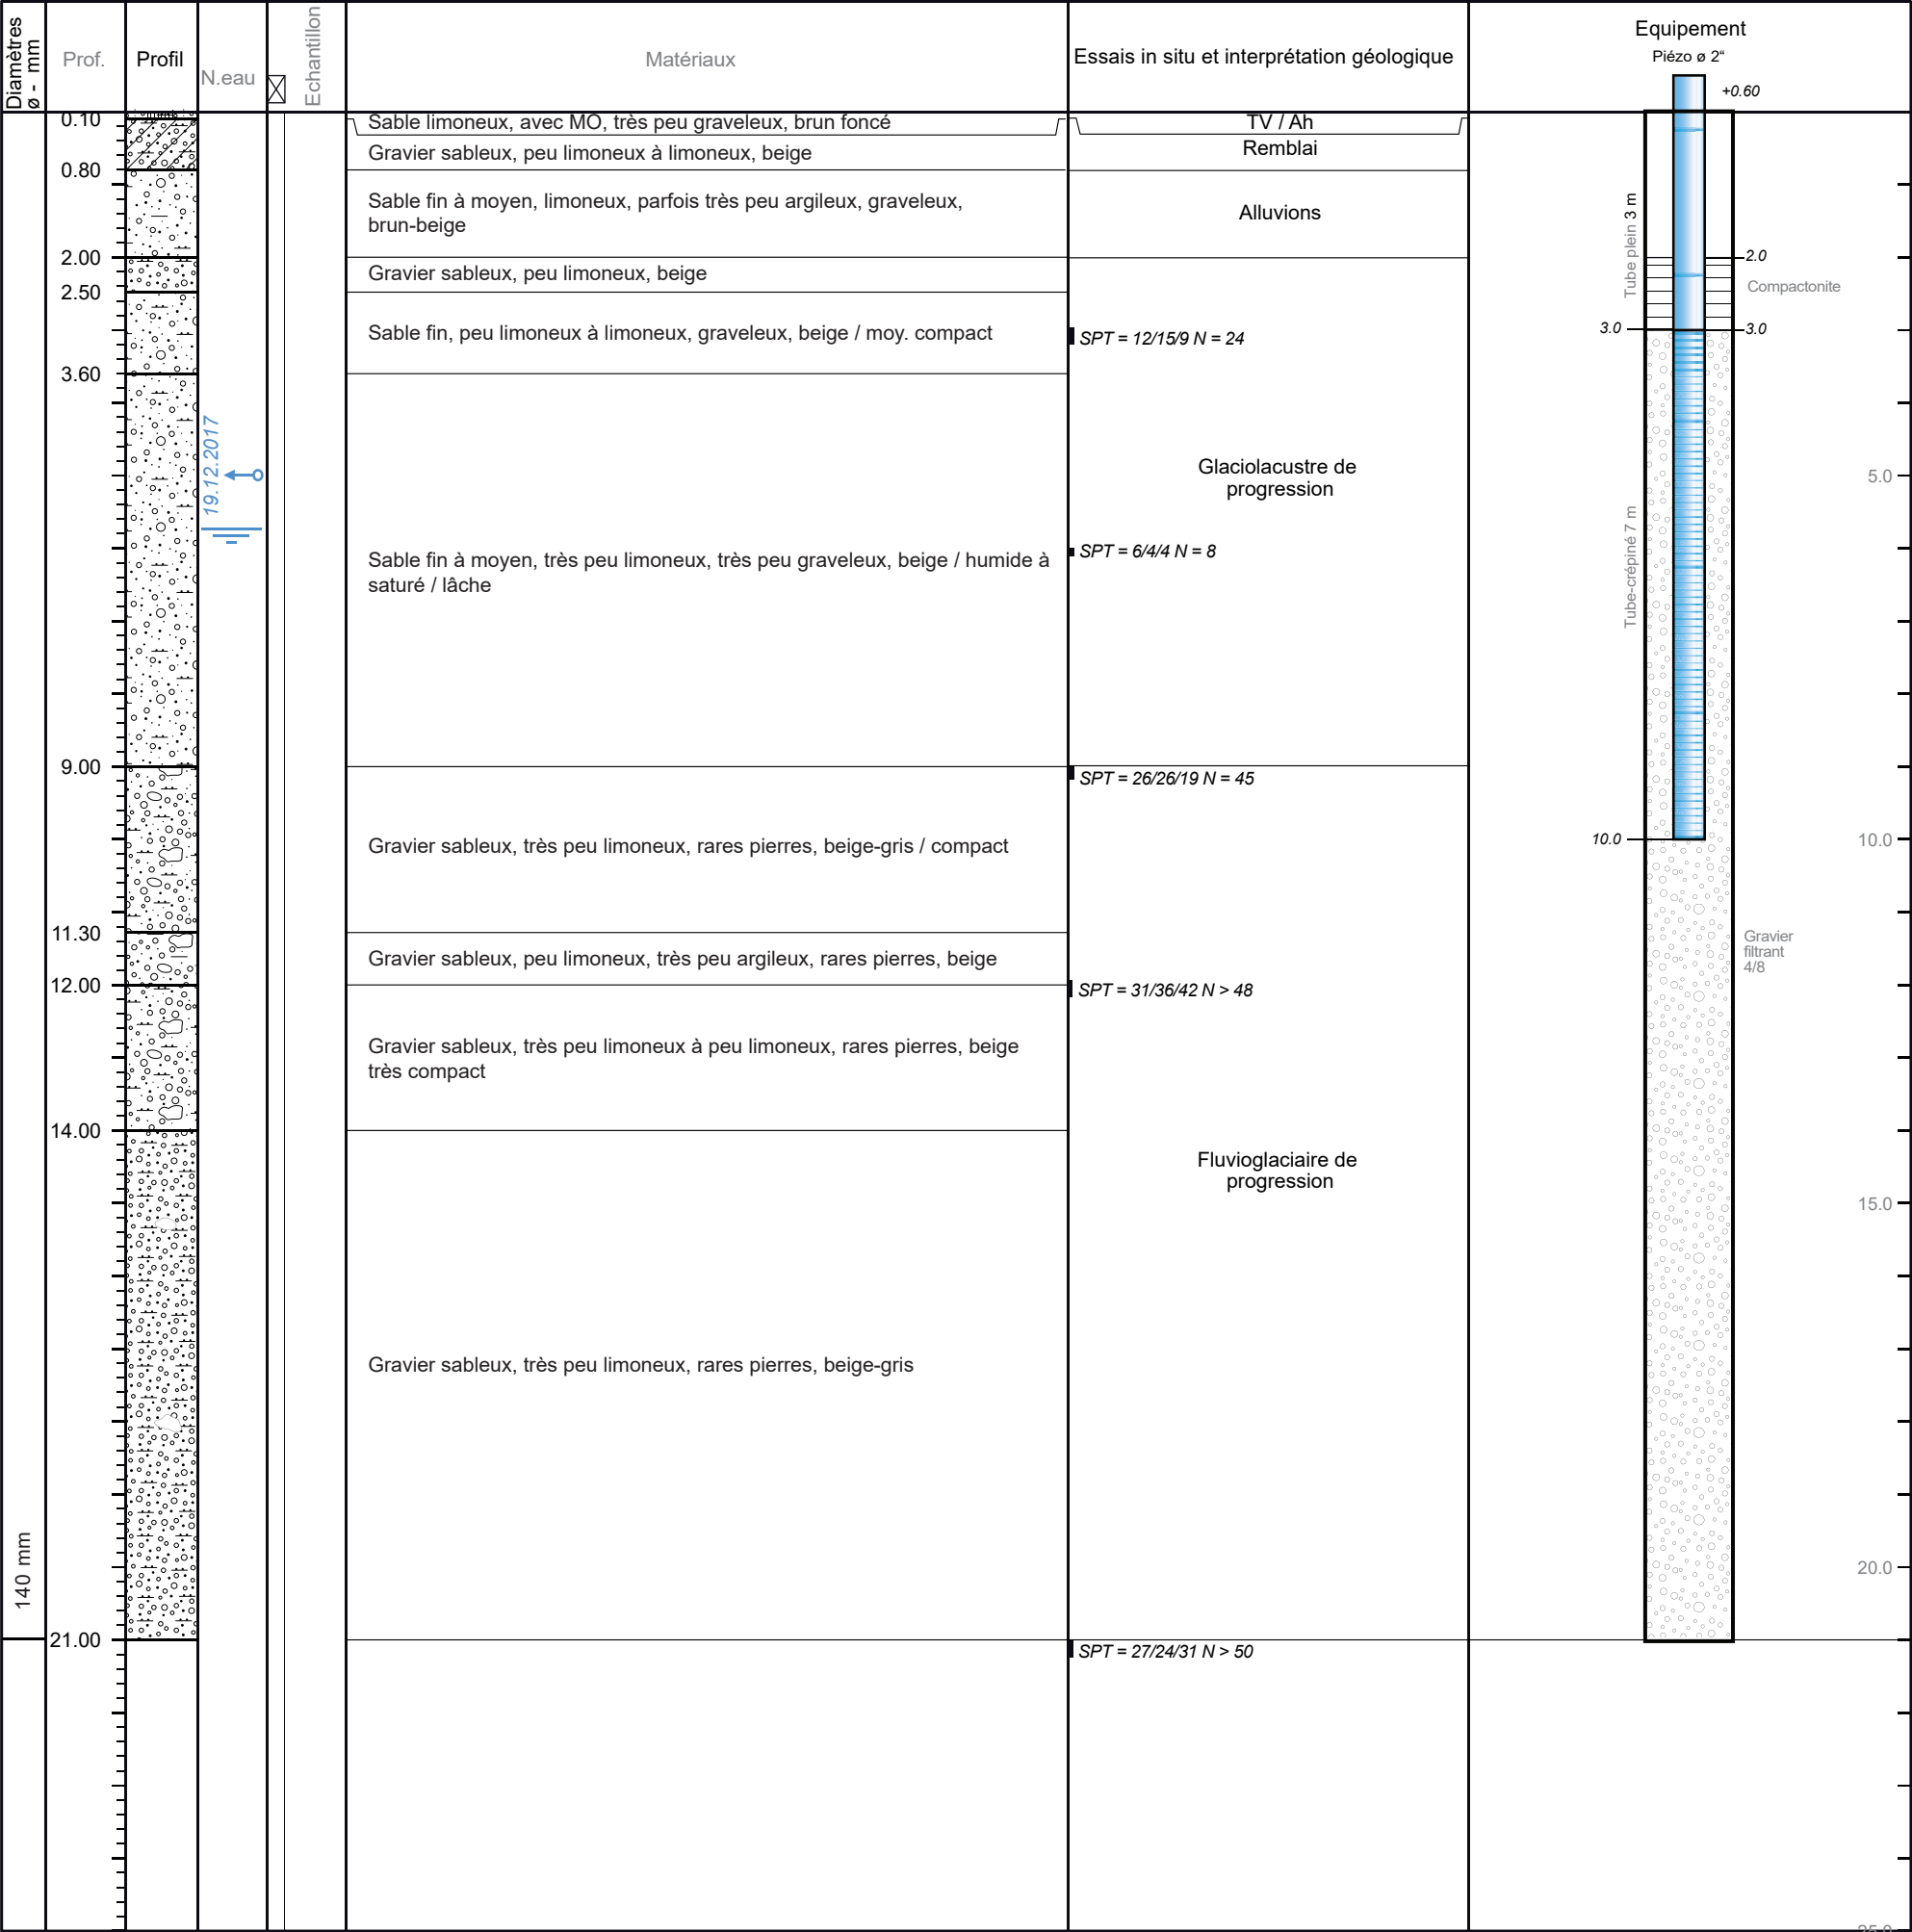 Diamètres
ø - mm
Prof.
Profil
N.eau
Echantillon
Matériaux
Essais in situ et interprétation géologique
Equipement
Piézo ø 2“
+0.60
0.10
Sable limoneux, avec MO, très peu graveleux, brun foncé
TV / Ah
Gravier sableux, peu limoneux à limoneux, beige
Remblai
0.80
Sable fin à moyen, limoneux, parfois très peu argileux, graveleux,
brun-beige
Alluvions
Tube plein 3 m
2.00
2.0
Gravier sableux, peu limoneux, beige
Compactonite
2.50
Sable fin, peu limoneux à limoneux, graveleux, beige / moy. compact
SPT = 12/15/9 N = 24
3.0
3.0
3.60
19.12.2017
Glaciolacustre de
progression
5.0
Sable fin à moyen, très peu limoneux, très peu graveleux, beige / humide à
saturé / lâche
SPT = 6/4/4 N = 8
Tube-crépiné 7 m
9.00
SPT = 26/26/19 N = 45
Gravier sableux, très peu limoneux, rares pierres, beige-gris / compact
10.0
10.0
11.30
Gravier sableux, peu limoneux, très peu argileux, rares pierres, beige
Gravier
filtrant
4/8
12.00
SPT = 31/36/42 N > 48
Gravier sableux, très peu limoneux à peu limoneux, rares pierres, beige
très compact
14.00
Fluvioglaciaire de
progression
15.0
Gravier sableux, très peu limoneux, rares pierres, beige-gris
20.0
140 mm
21.00
SPT = 27/24/31 N > 50
25.0